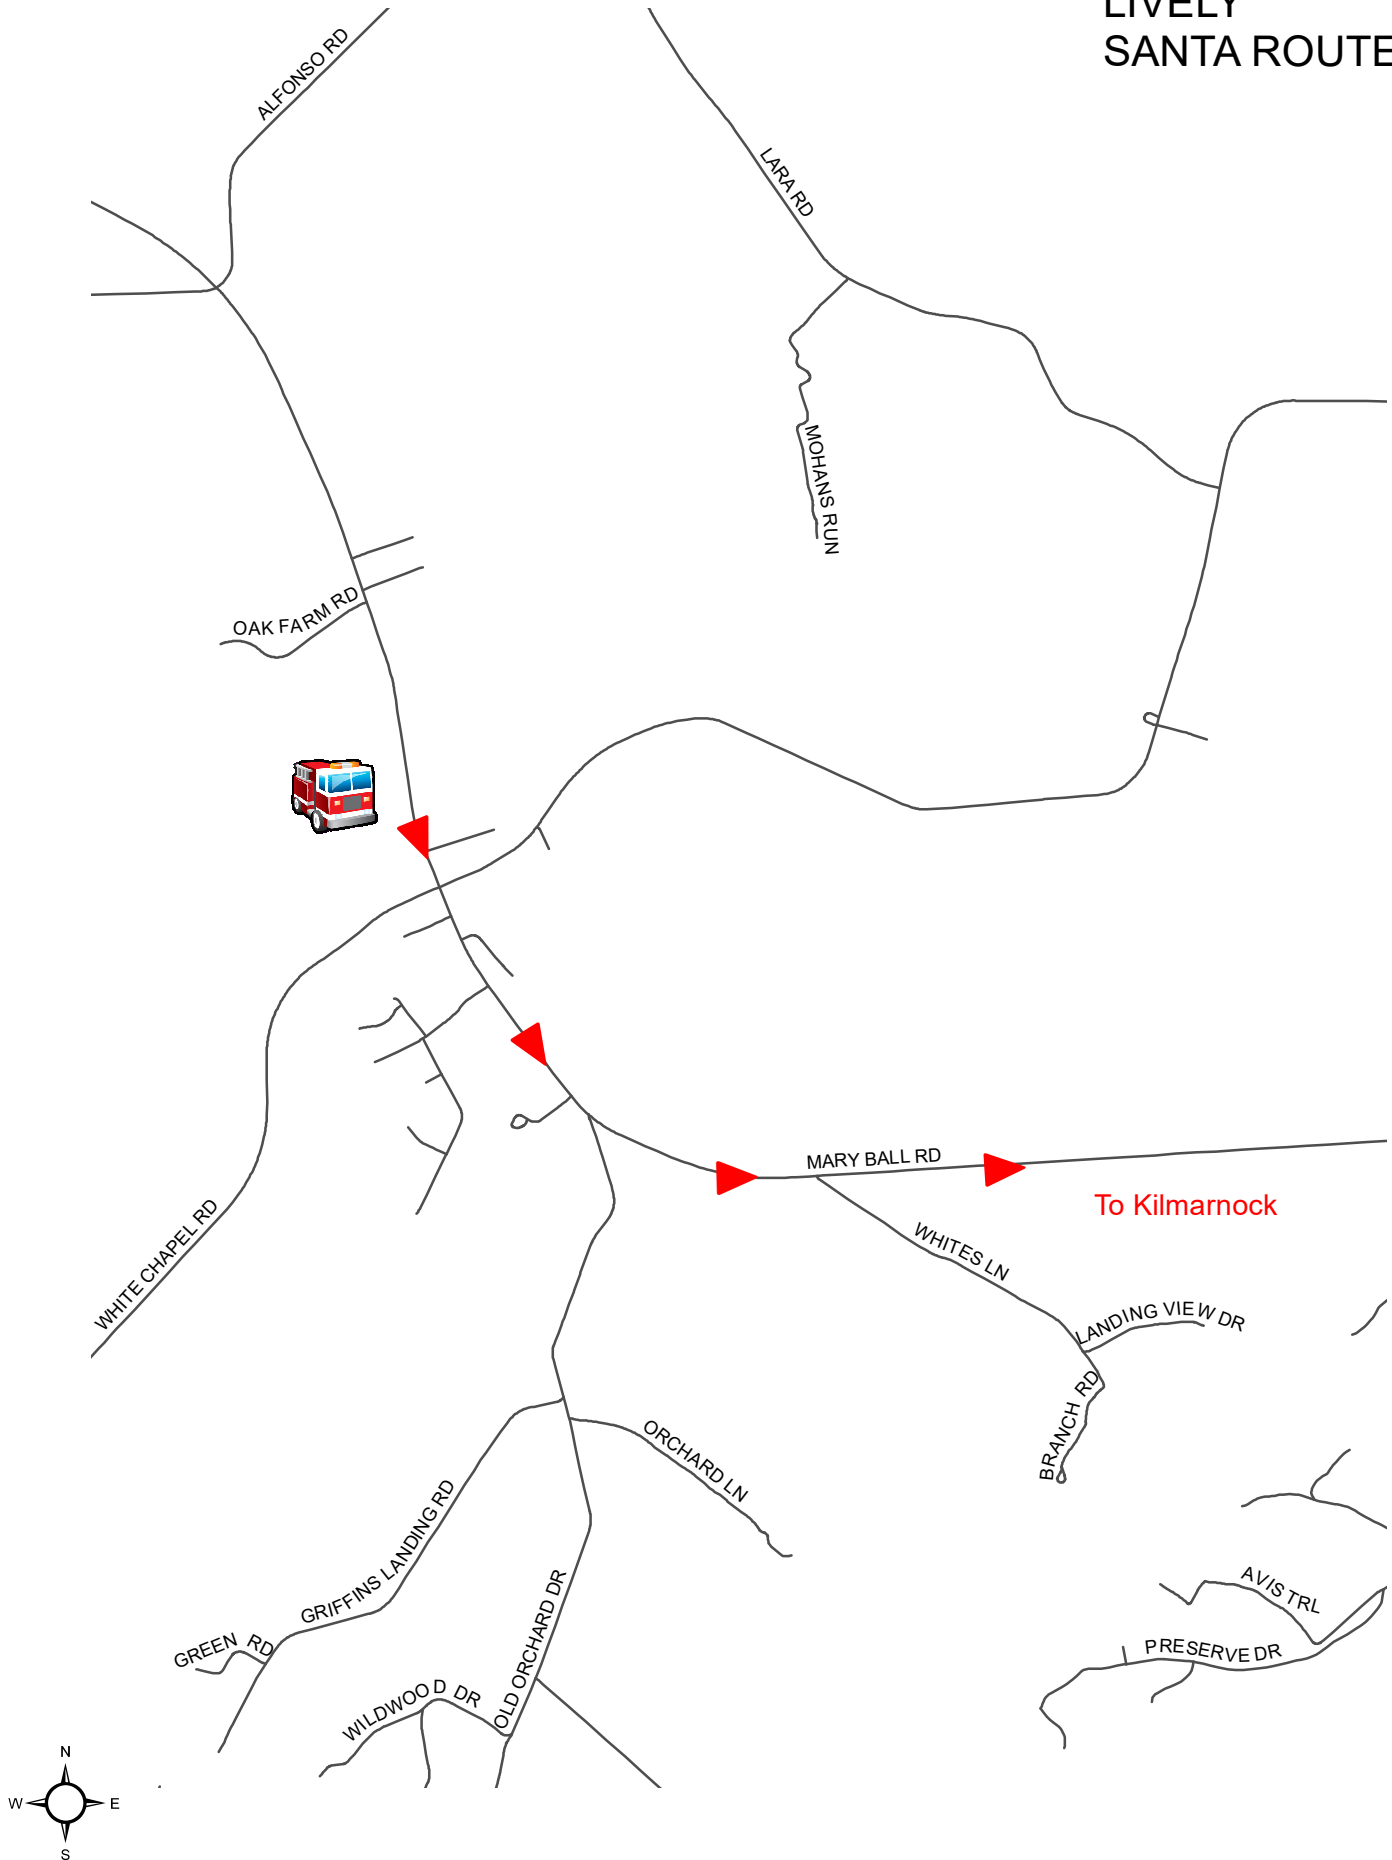 LIVELY
SANTA ROUTE
ALFONSO RD
LARA RD
MOHANS RUN
OAK FARM RD
MARY BALL RD
To Kilmarnock
WHITE CHAPEL RD
WHITES LN
LANDING VIEW DR
BRANCH RD
ORCHARD LN
GRIFFINS LANDING RD
OLD ORCHARD DR
AVIS TRL
GREEN RD
PRESERVE DR
WILDWOOD DR
N
W
E
S